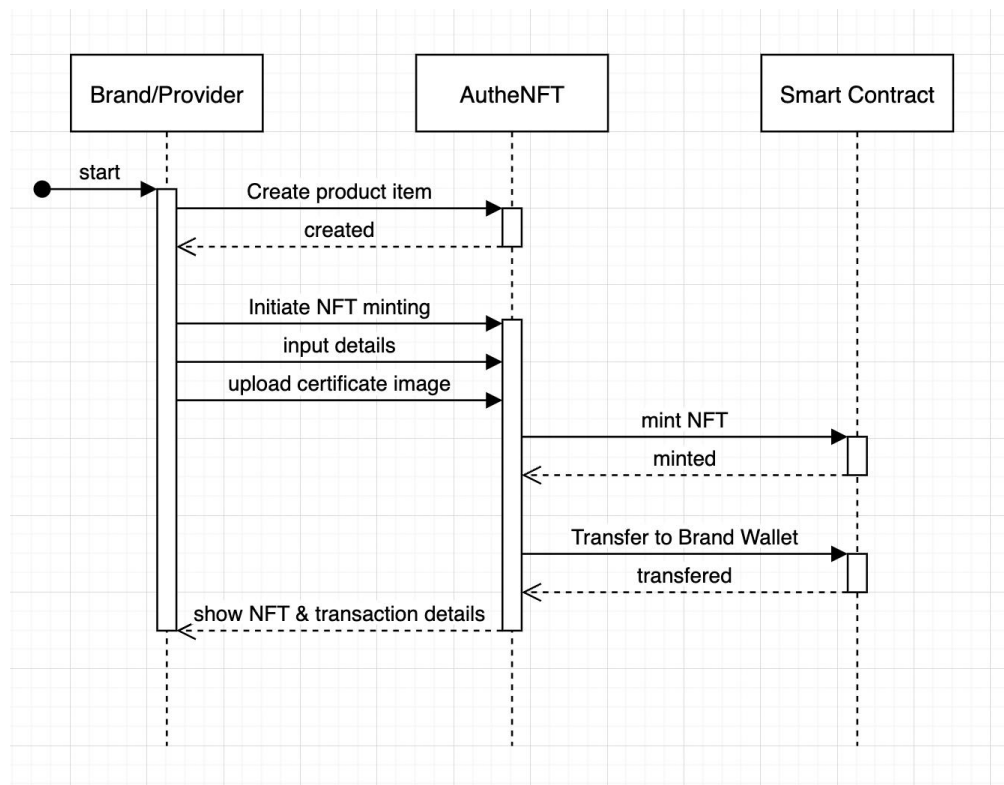 Brand/Provider
AutheNFT
Smart Contract
start
Create product item
created
Initiate NFT minting
input details
upload certificate image
mint NFT
minted
Transfer to Brand Wallet
transfered
show NFT & transaction details